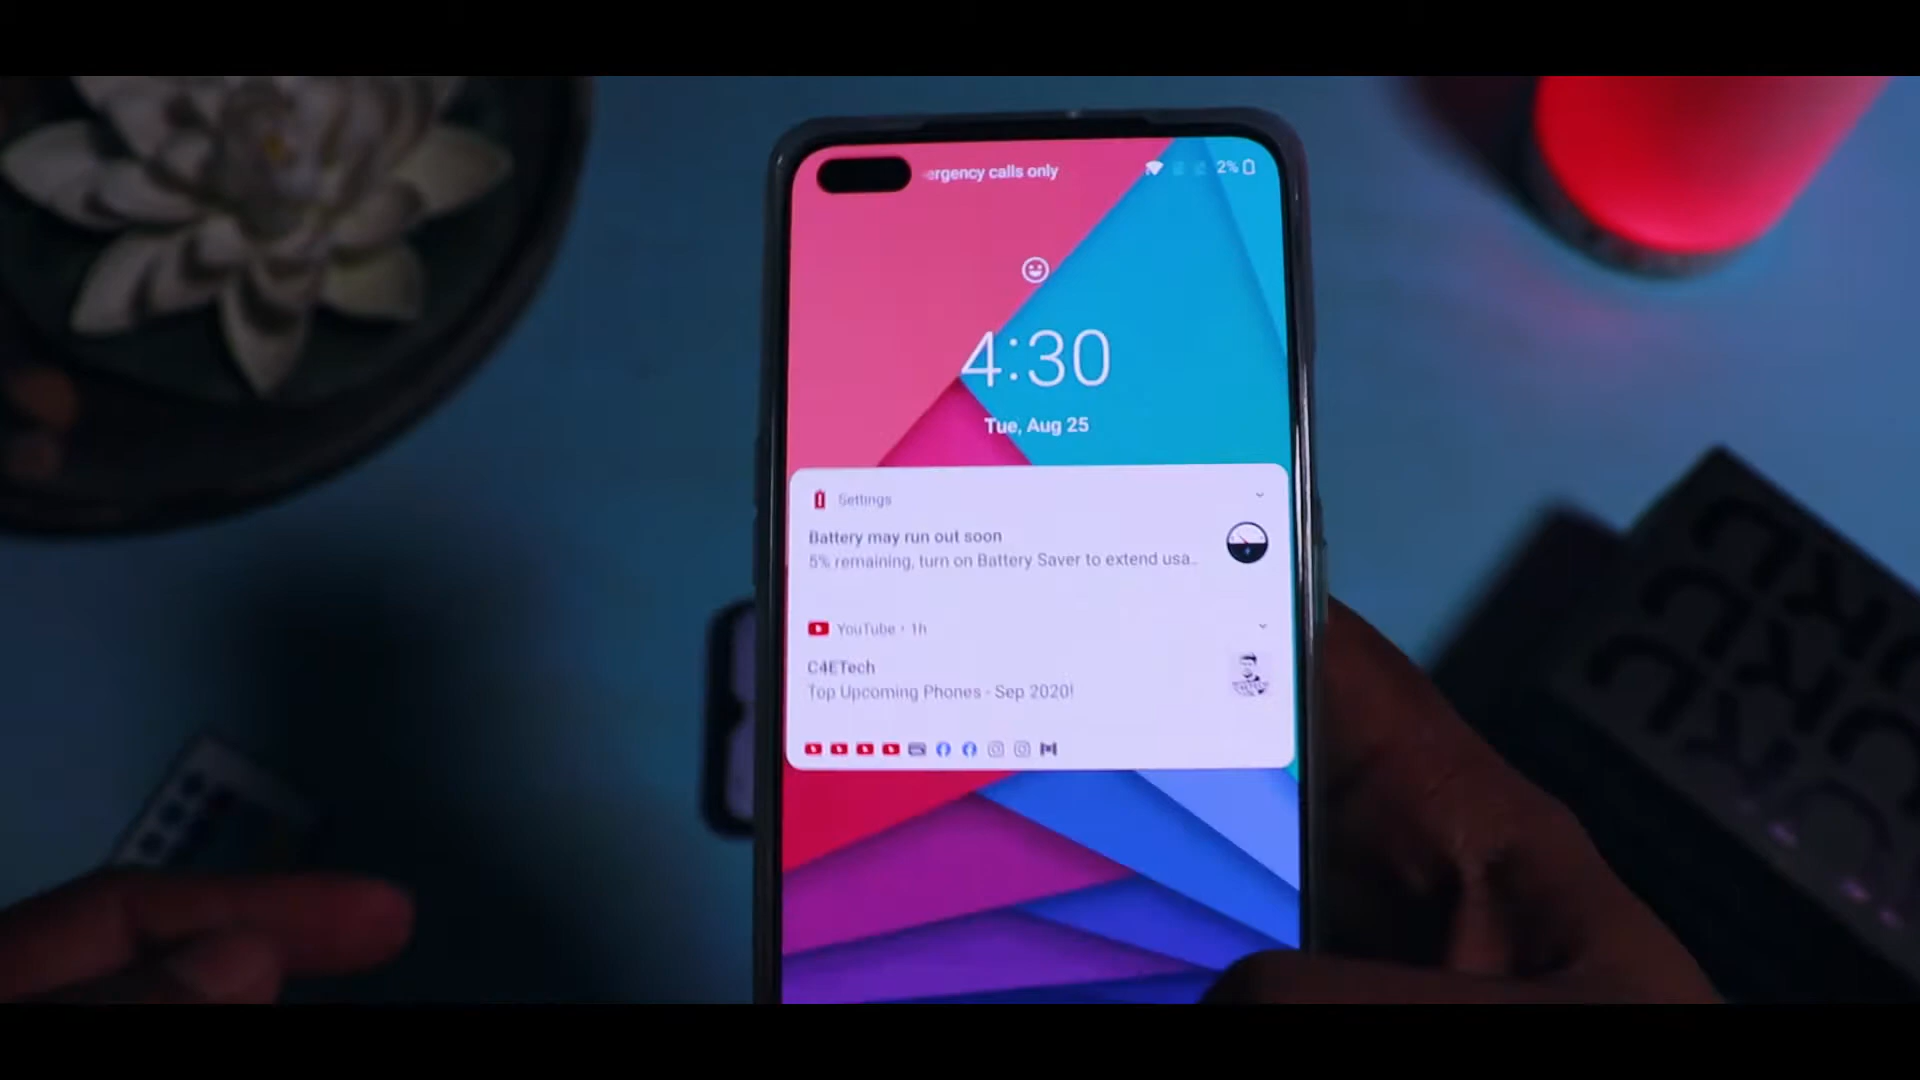 ergency calls only
2%
4:30
Tue, Aug 25
Settings
Battery may run out soon
5% remaining, turn on Battery Saver to extend usa..
YouTube • 1h
C4ETech
Top Upcoming Phones - Sep 2020!